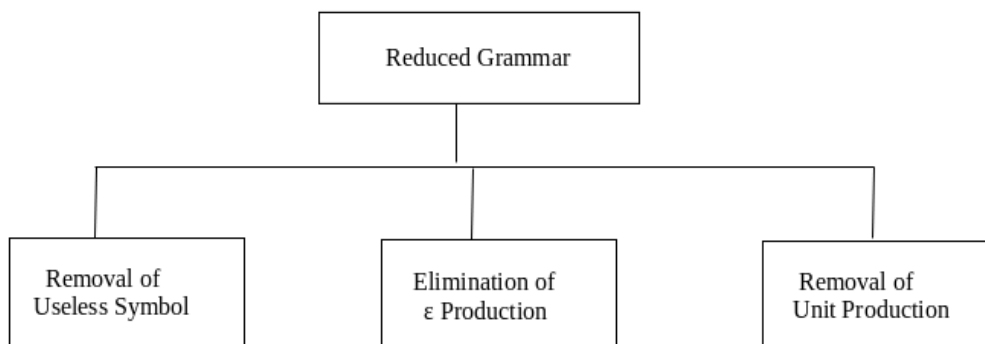 Reduced Grammar
Removal of
Useless Symbol
Elimination of
ε Production
Removal of
Unit Production